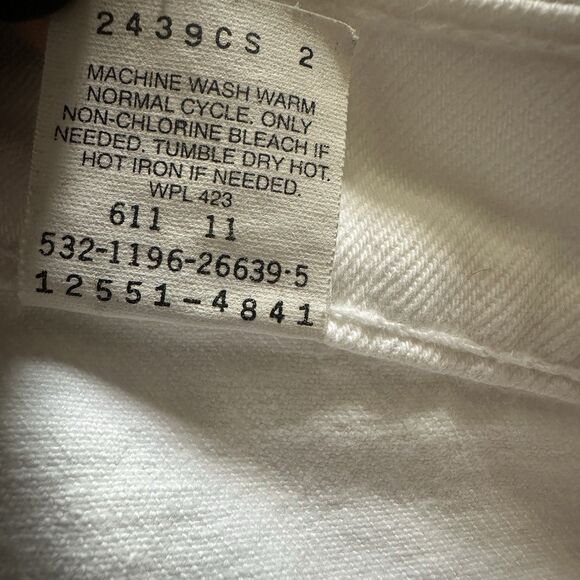 2439CS 2
MACHINE WASH WARM
NORMAL CYCLE. ONLY
NON-CHLORINE BLEACH IF
NEEDED. TUMBLE DRY HOT.
HOT IRON IF NEEDED.
WPL 423
611 11
532-1196-26639-5
12551-4841